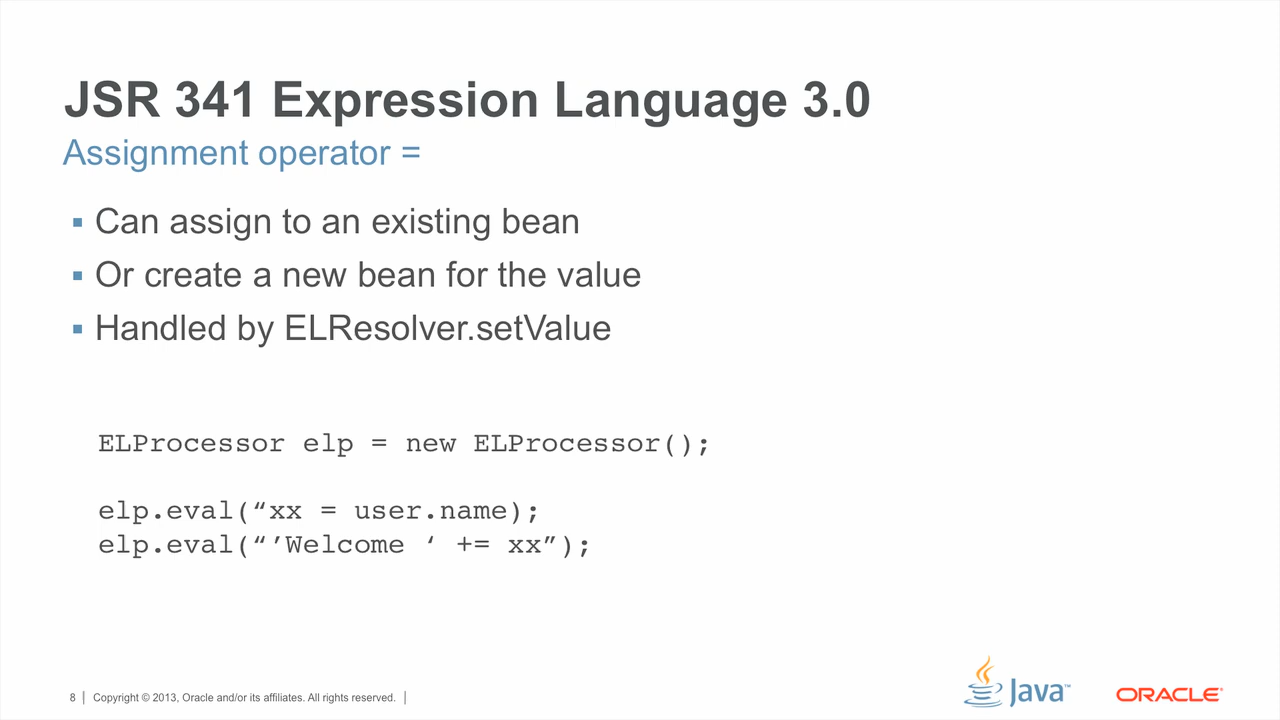 JSR 341 Expression Language 3.0
Assignment operator =
▪ Can assign to an existing bean
▪ Or create a new bean for the value
▪ Handled by ELResolver.setValue
ELProcessor elp = new ELProcessor();
elp.eval(“xx = user.name);
elp.eval(“’Welcome ‘ += xx”);
8 | Copyright © 2013, Oracle and/or its affiliates. All rights reserved. |
Java™
ORACLE®